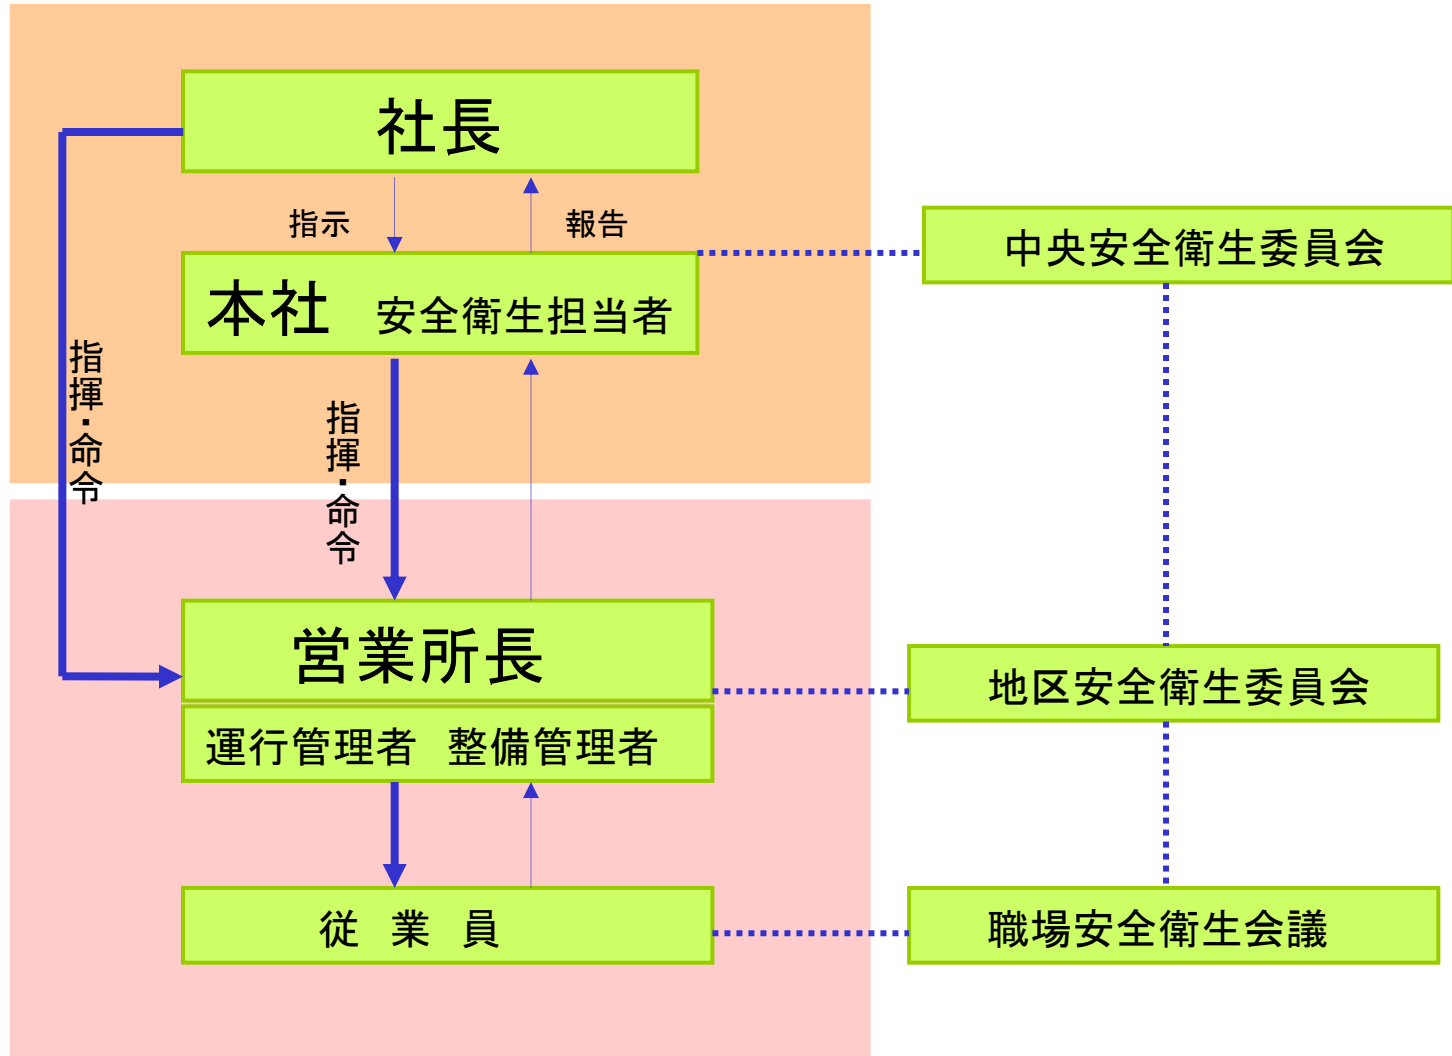 社長
指示
報告
中央安全衛生委員会
本社　安全衛生担当者
指揮・命令
指揮・命令
営業所長
地区安全衛生委員会
運行管理者　整備管理者
従　業　員
職場安全衛生会議